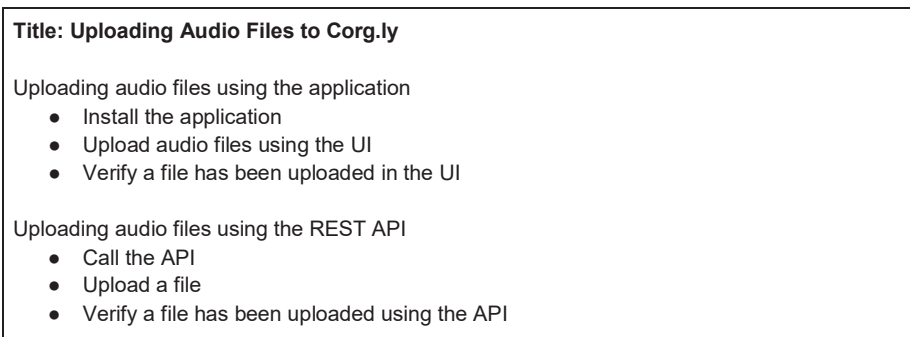 Title: Uploading Audio Files to Corg.ly
Uploading audio files using the application
● Install the application
● Upload audio files using the UI
● Verify a file has been uploaded in the UI
Uploading audio files using the REST API
● Call the API
● Upload a file
● Verify a file has been uploaded using the API